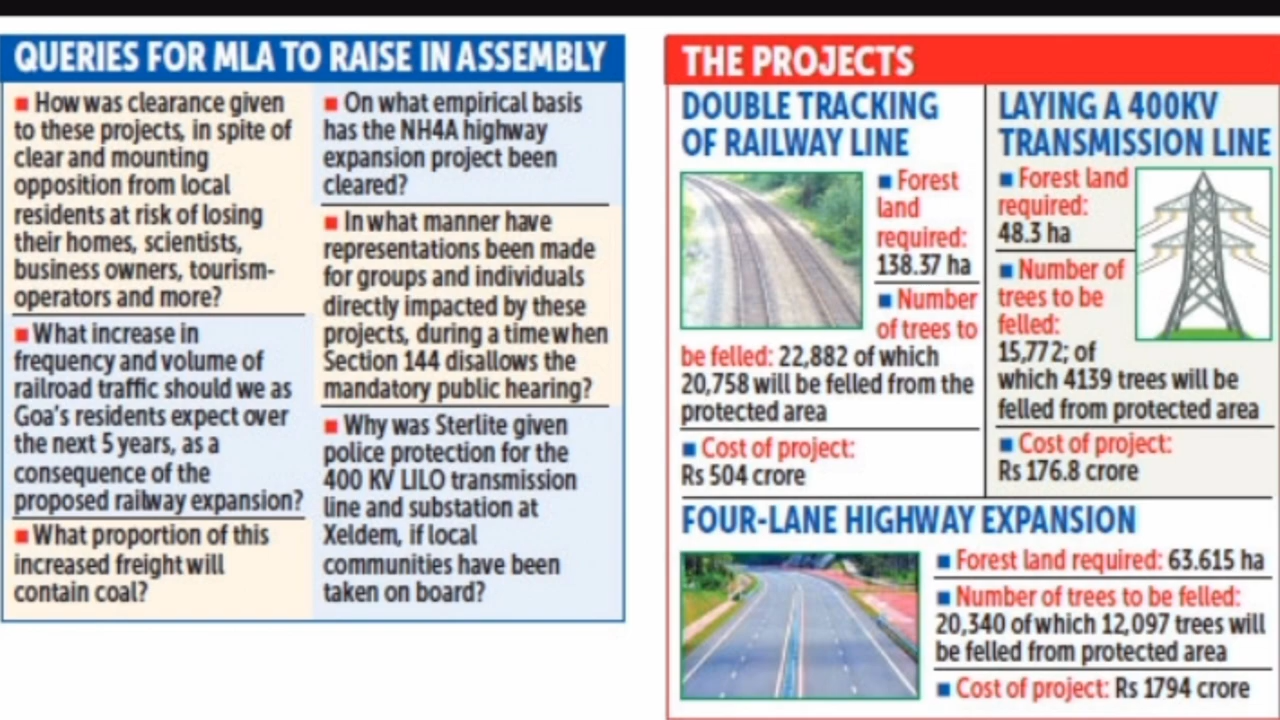 QUERIES FOR MLA TO RAISE IN ASSEMBLY
■ How was clearance given
to these projects, in spite of
clear and mounting
opposition from local
residents at risk of losing
their homes, scientists,
business owners, tourism-
operators and more?
■ What increase in
frequency and volume of
railroad traffic should we as
Goa's residents expect over
the next 5 years, as a
consequence of the
proposed railway expansion?
■ What proportion of this
increased freight will
contain coal?
■ On what empirical basis
has the NH4A highway
expansion project been
cleared?
■ In what manner have
representations been made
for groups and individuals
directly impacted by these
projects, during a time when
Section 144 disallows the
mandatory public hearing?
■ Why was Sterlite given
police protection for the
400 KV LILO transmission
line and substation at
Xeldem, if local
communities have been
taken on board?
THE PROJECTS
DOUBLE TRACKING
OF RAILWAY LINE
■ Forest
land
required:
138.37 ha
■ Number
of trees to
be felled: 22,882 of which
20,758 will be felled from the
protected area
■ Cost of project:
Rs 504 crore
LAYING A 400KV
TRANSMISSION LINE
■ Forest land
required:
48.3 ha
■ Number of
trees to be
felled:
15,772; of
which 4139 trees will be
felled from protected area
■ Cost of project:
Rs 176.8 crore
FOUR-LANE HIGHWAY EXPANSION
■ Forest land required: 63.615 ha
■ Number of trees to be felled:
20,340 of which 12,097 trees will
be felled from protected area
■ Cost of project: Rs 1794 crore